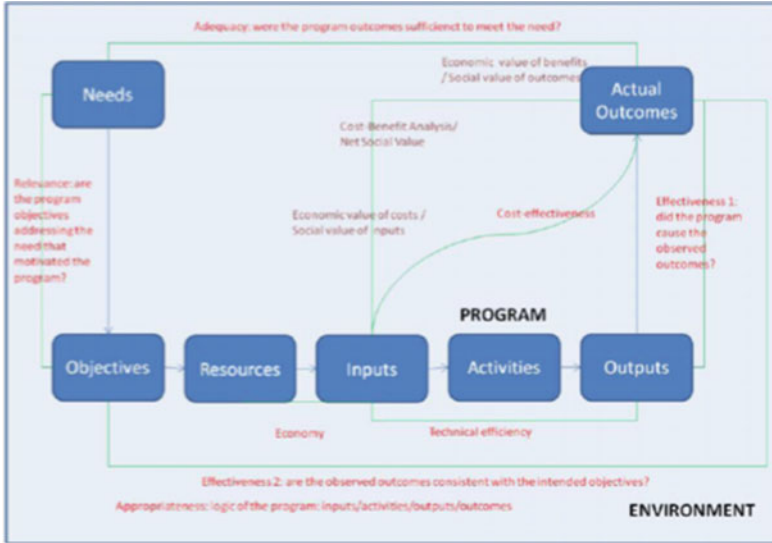 Adequacy: were the program outcomes sufficienct to meet the need?
Economic value of benefits
/ Social value of outcomes
Needs
Actual
Outcomes
Cost-Benefit Analysis/
Net Social Value
Relevance: are
the program
objectives
addressing the
need that
motivated the
program?
Economic value of costs /
Social value of inputs
Cost-effectiveness
Effectiveness 1:
did the program
cause the
observed
outcomes?
PROGRAM
Objectives
Resources
Inputs
Activities
Outputs
Economy
Technical efficiency
Effectiveness 2: are the observed outcomes consistent with the intended objectives?
Appropriateness: logic of the program: inputs/activities/outputs/outcomes
ENVIRONMENT